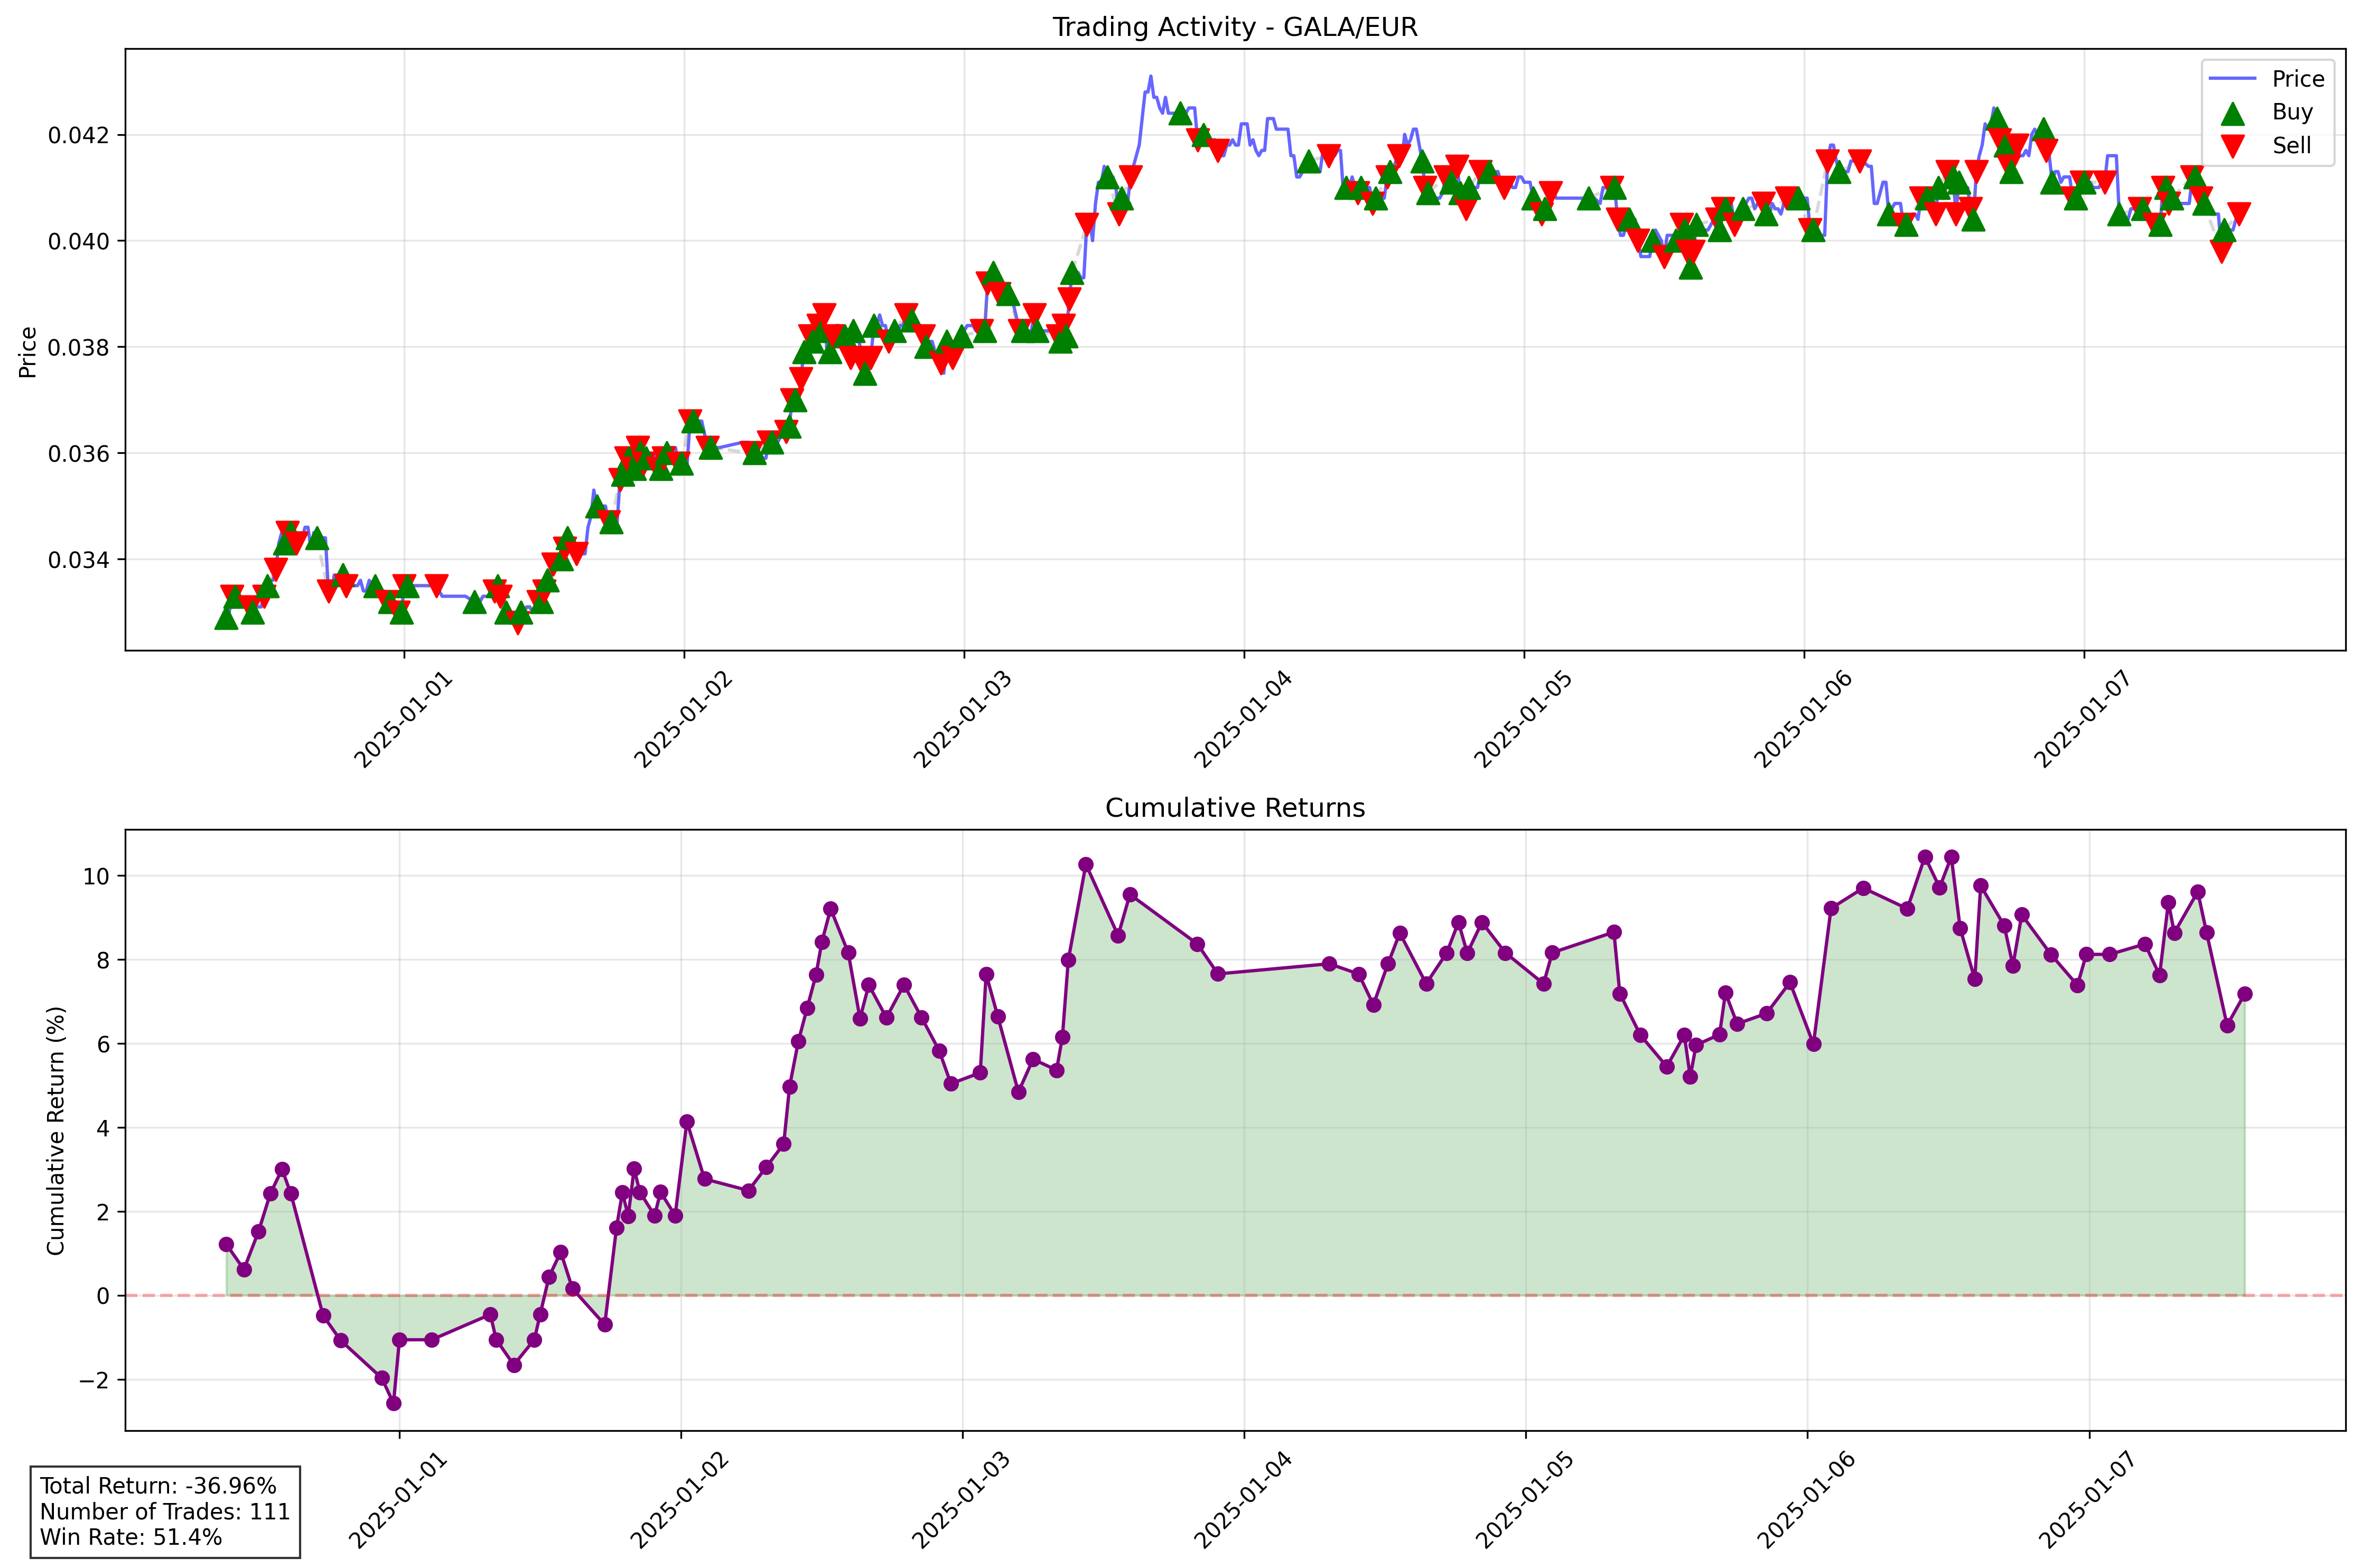 Trading Activity - GALA/EUR
Price
Buy
Sell
Price
0.042
0.040
0.038
0.036
0.034
2025-01-01
2025-01-02
2025-01-03
2025-01-04
2025-01-05
2025-01-06
2025-01-07
Cumulative Returns
Cumulative Return (%)
10
8
6
4
2
0
−2
2025-01-01
2025-01-02
2025-01-03
2025-01-04
2025-01-05
2025-01-06
2025-01-07
Total Return: -36.96%
Number of Trades: 111
Win Rate: 51.4%